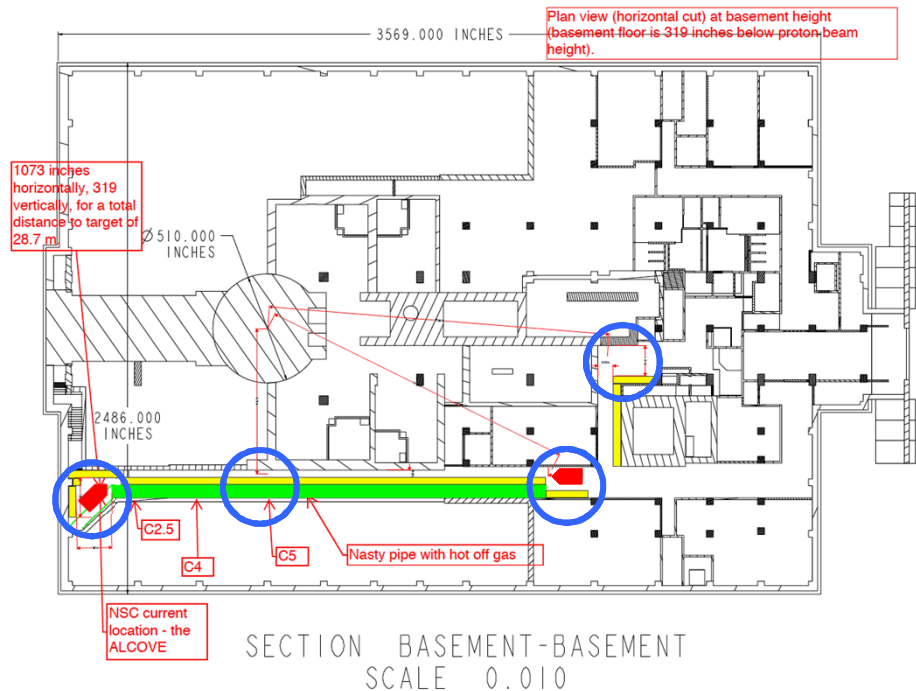 Plan view (horizontal cut) at basement height
(basement floor is 319 inches below proton beam
height).
3569.000 INCHES
1073 inches
horizontally, 319
vertically, for a total
distance to target of
28.7 m
Ø510.000
INCHES
2486.000
INCHES
C2.5
C4
C5
Nasty pipe with hot off gas
NSC current
location - the
ALCOVE
SECTION BASEMENT-BASEMENT
SCALE 0.010